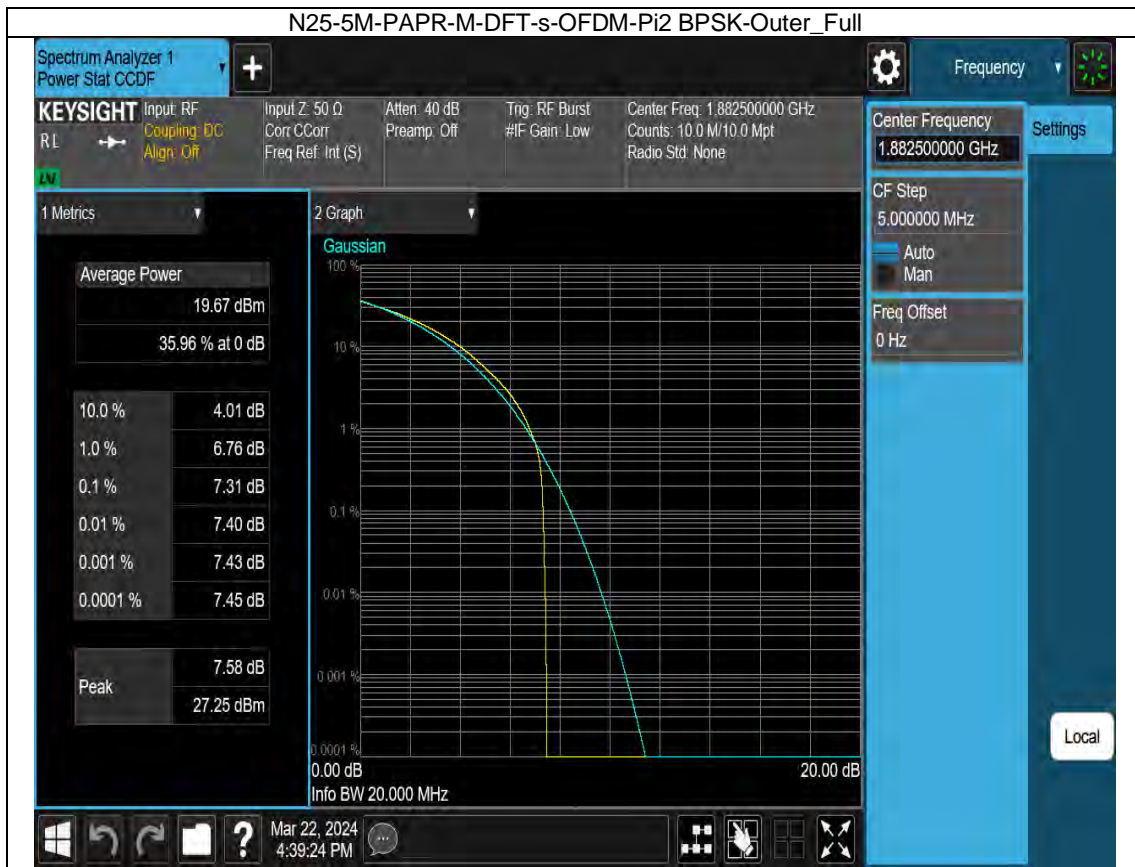 N25-5M-PAPR-M-DFT-s-OFDM-Pi2 BPSK-Outer_Full
Spectrum Analyzer 1
Power Stat CCDF
+
Frequency
KEYSIGHT
RL
LNI
Input: RF
Coupling: DC
Align: Off
Input Z: 50 Ω
Corr CCorr
Freq Ref: Int (S)
Atten: 40 dB
Preamp: Off
Trig: RF Burst
#IF Gain: Low
Center Freq: 1.882500000 GHz
Counts: 10.0 M/10.0 Mpt
Radio Std: None
Center Frequency
1.882500000 GHz
Settings
CF Step
5.000000 MHz
Auto
Man
Freq Offset
0 Hz
1 Metrics
Average Power
19.67 dBm
35.96 % at 0 dB
10.0 % 4.01 dB
1.0 % 6.76 dB
0.1 % 7.31 dB
0.01 % 7.40 dB
0.001 % 7.43 dB
0.0001 % 7.45 dB
Peak
7.58 dB
27.25 dBm
2 Graph
Gaussian
100 %
10 %
1 %
0.1 %
0.01 %
0.001 %
0.0001 %
0.00 dB 20.00 dB
Info BW 20.000 MHz
Local
?
Mar 22, 2024
4:39:24 PM